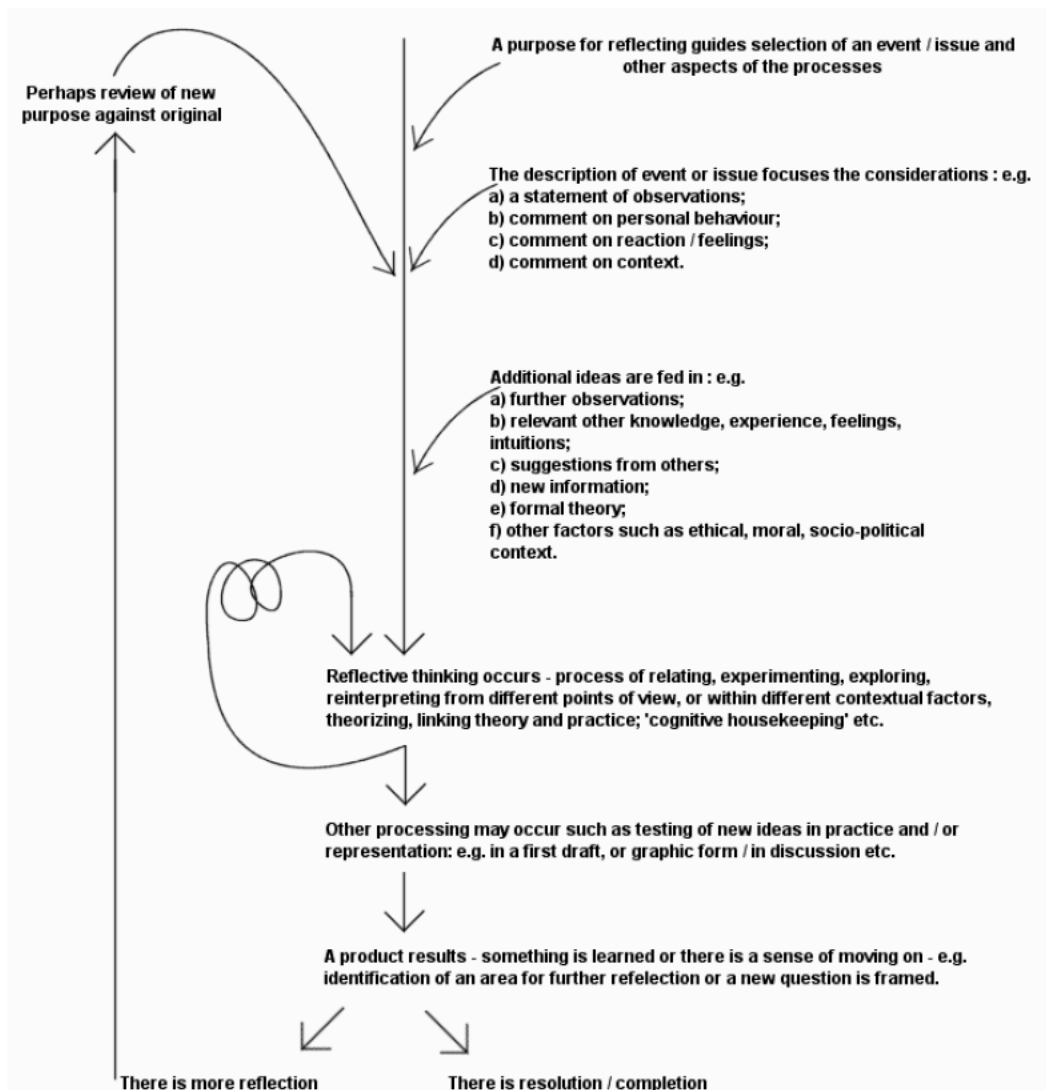 A purpose for reflecting guides selection of an event / issue and
other aspects of the processes
Perhaps review of new
purpose against original
The description of event or issue focuses the considerations : e.g.
a) a statement of observations;
b) comment on personal behaviour;
c) comment on reaction / feelings;
d) comment on context.
Additional ideas are fed in : e.g.
a) further observations;
b) relevant other knowledge, experience, feelings,
intuitions;
c) suggestions from others;
d) new information;
e) formal theory;
f) other factors such as ethical, moral, socio-political
context.
Reflective thinking occurs - process of relating, experimenting, exploring,
reinterpreting from different points of view, or within different contextual factors,
theorizing, linking theory and practice; 'cognitive housekeeping' etc.
Other processing may occur such as testing of new ideas in practice and / or
representation: e.g. in a first draft, or graphic form / in discussion etc.
A product results - something is learned or there is a sense of moving on - e.g.
identification of an area for further refelection or a new question is framed.
There is more reflection
There is resolution / completion